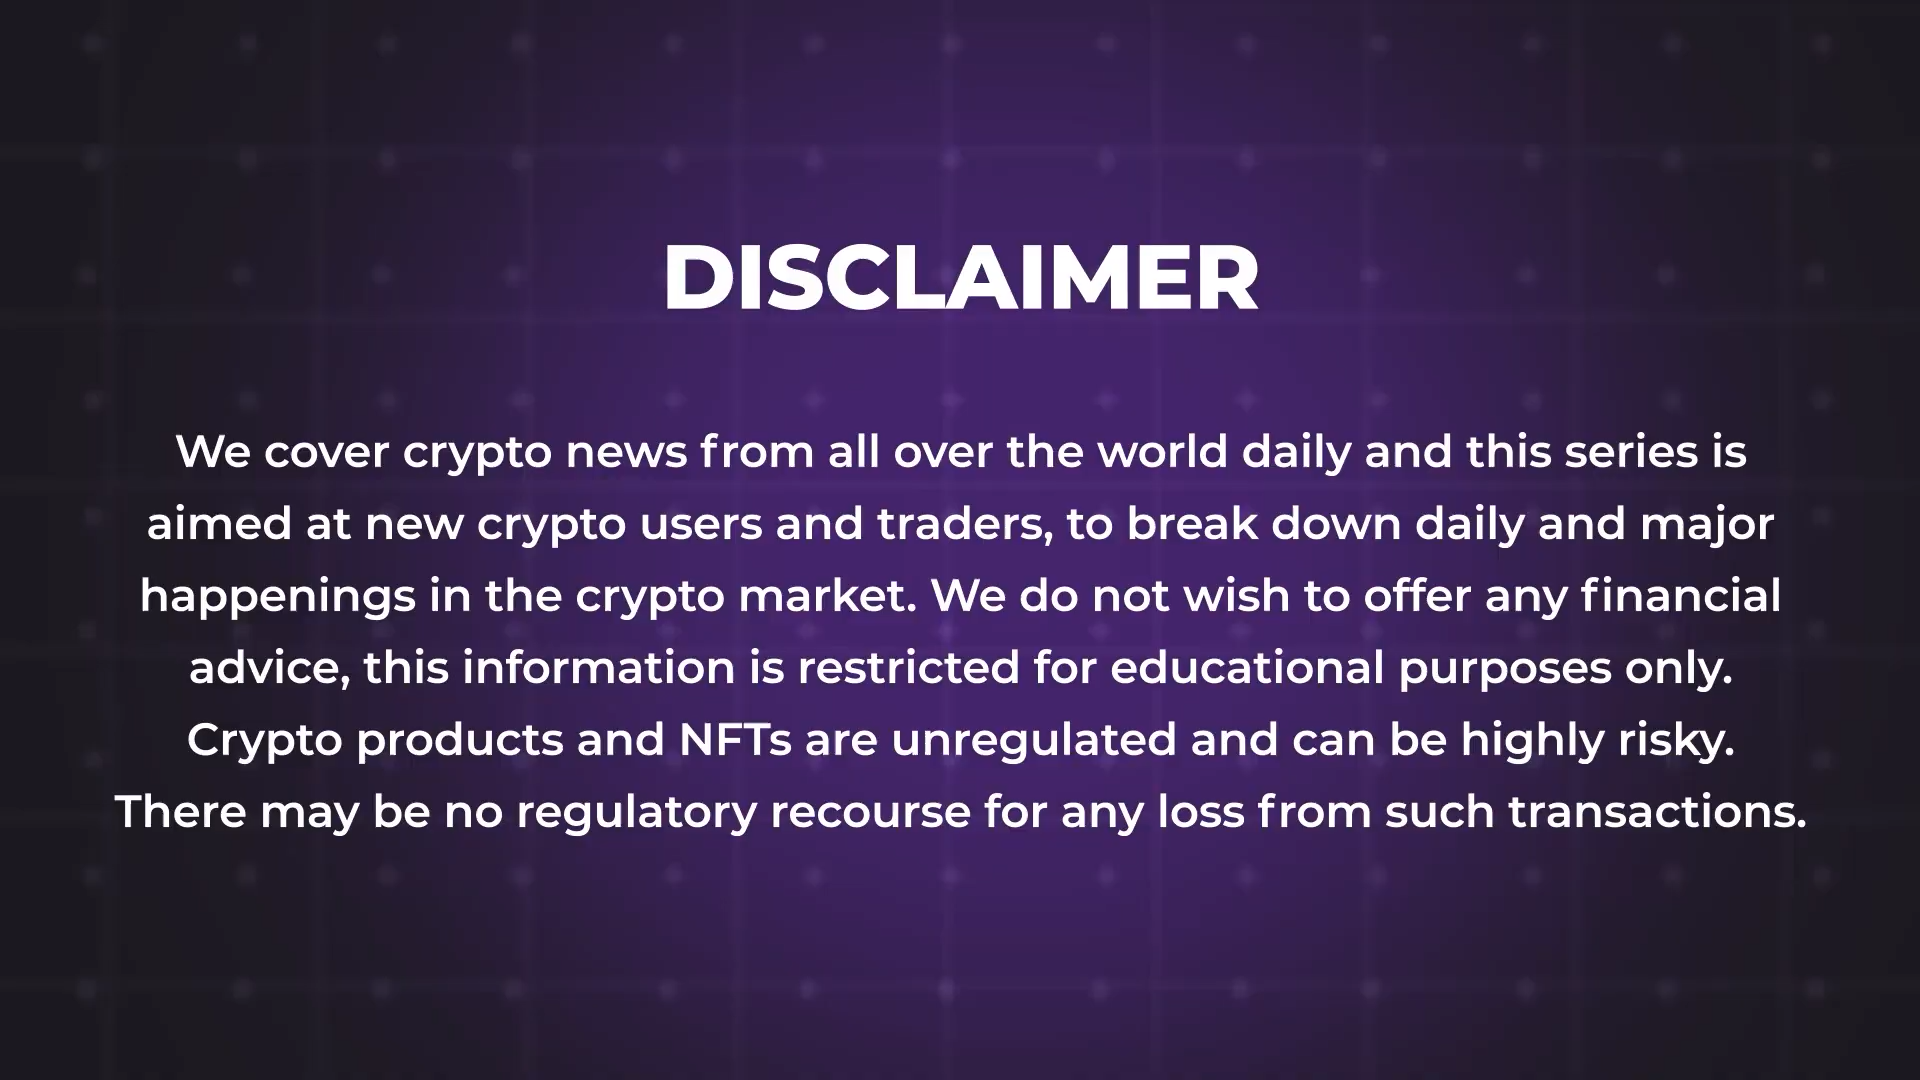 DISCLAIMER
We cover crypto news from all over the world daily and this series is
aimed at new crypto users and traders, to break down daily and major
happenings in the crypto market. We do not wish to offer any financial
advice, this information is restricted for educational purposes only.
Crypto products and NFTs are unregulated and can be highly risky.
There may be no regulatory recourse for any loss from such transactions.